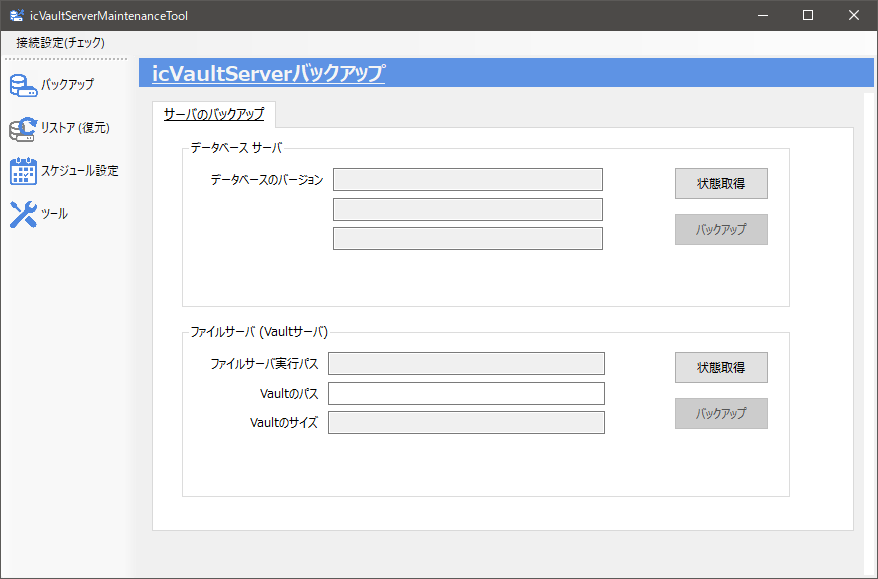 icVaultServerMaintenanceTool
接続設定(チェック)
バックアップ
リストア (復元)
スケジュール設定
ツール
icVaultServerバックアップ
サーバのバックアップ
データベース サーバ
データベースのバージョン
状態取得
バックアップ
ファイルサーバ (Vaultサーバ)
ファイルサーバ実行パス
状態取得
Vaultのパス
バックアップ
Vaultのサイズ